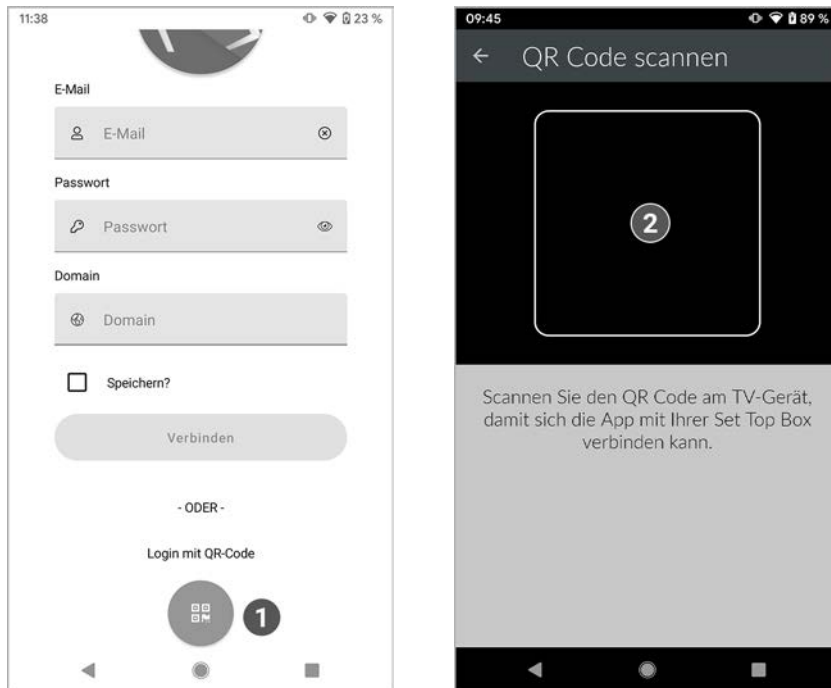 11:38
23 %
E-Mail
E-Mail
Passwort
Passwort
Domain
Domain
Speichern?
Verbinden
- ODER -
Login mit QR-Code
1
09:45
89 %
QR Code scannen
2
Scannen Sie den QR Code am TV-Gerät,
damit sich die App mit Ihrer Set Top Box
verbinden kann.